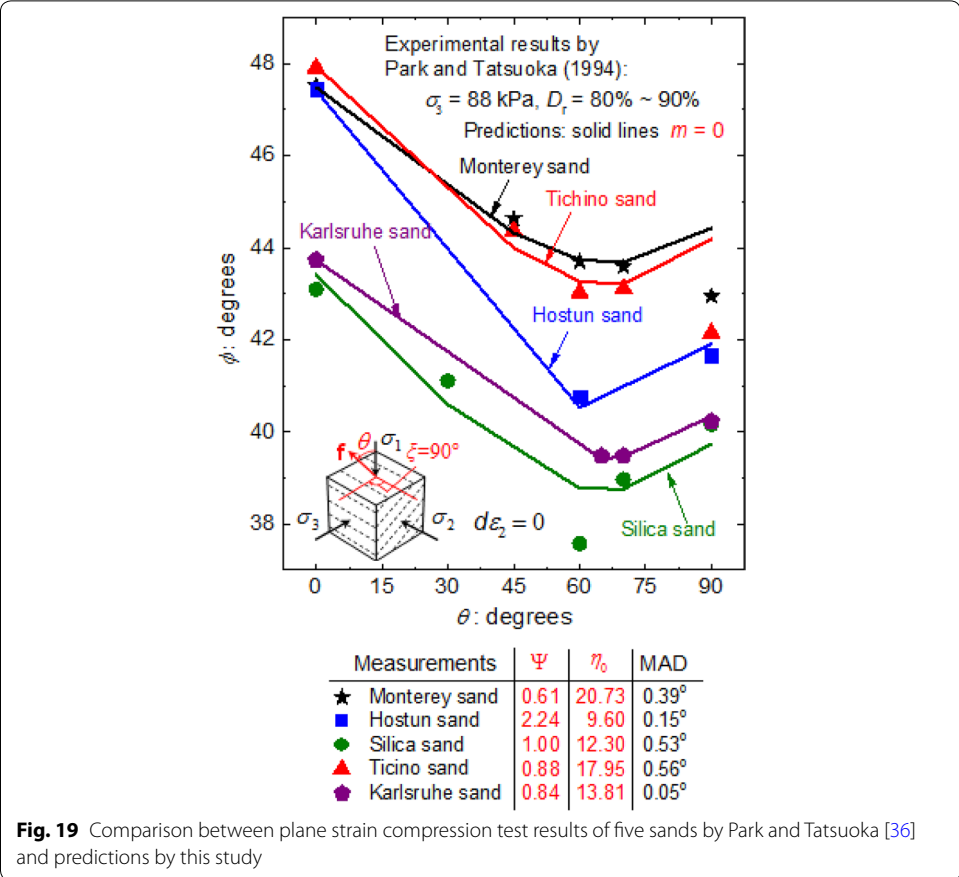 Experimental results by
Park and Tatsuoka (1994):
σ₃ = 88 kPa, Dᵣ = 80% ~ 90%
Predictions: solid lines m = 0
Monterey sand
Tichino sand
Karlsruhe sand
Hostun sand
Silica sand
48
46
44
42
40
38
ϕ: degrees
f θ σ₁ ξ=90°
σ₃ σ₂ dε₂ = 0
0 15 30 45 60 75 90
θ: degrees
Measurements Ψ η₀ MAD
★ Monterey sand 0.61 20.73 0.39°
■ Hostun sand 2.24 9.60 0.15°
● Silica sand 1.00 12.30 0.53°
▲ Ticino sand 0.88 17.95 0.56°
⬟ Karlsruhe sand 0.84 13.81 0.05°
Fig. 19 Comparison between plane strain compression test results of five sands by Park and Tatsuoka [36]
and predictions by this study